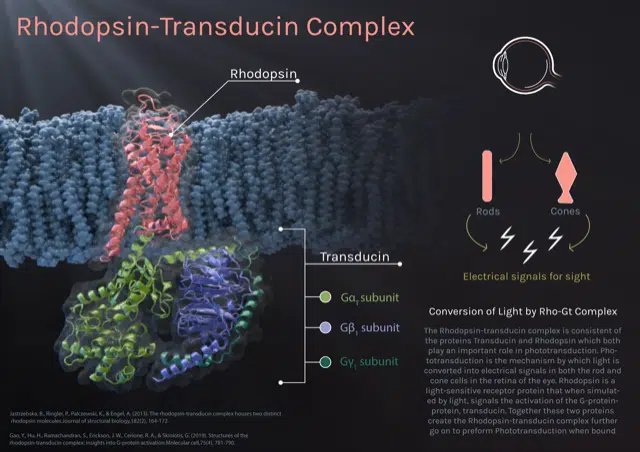 Rhodopsin-Transducin Complex
Rhodopsin
Rods
Cones
Electrical signals for sight
Transducin
Gαt subunit
Gβ1 subunit
Gγ1 subunit
Conversion of Light by Rho-Gt Complex
The Rhodopsin-transducin complex is consistent of
the proteins Transducin and Rhodopsin which both
play an important role in phototransduction. Pho-
totransduction is the mechanism by which light is
converted into electrical signals in both the rod and
cone cells in the retina of the eye. Rhodopsin is a
light-sensitive receptor protein that when simulat-
ed by light, signals the activation of the G-protein-
protein, transducin. Together these two proteins
create the Rhodopsin-transducin complex further
go on to preform Phototransduction when bound
Jastrzebska, B., Ringler, P., Palczewski, K., & Engel, A. (2013). The rhodopsin-transducin complex houses two distinct
rhodopsin molecules. Journal of structural biology, 182(2), 164-172.
Gao, Y., Hu, H., Ramachandran, S., Erickson, J. W., Cerione, R. A., & Skiniotis, G. (2019). Structures of the
rhodopsin-transducin complex: insights into G-protein activation. Molecular cell, 75(4), 781-790.